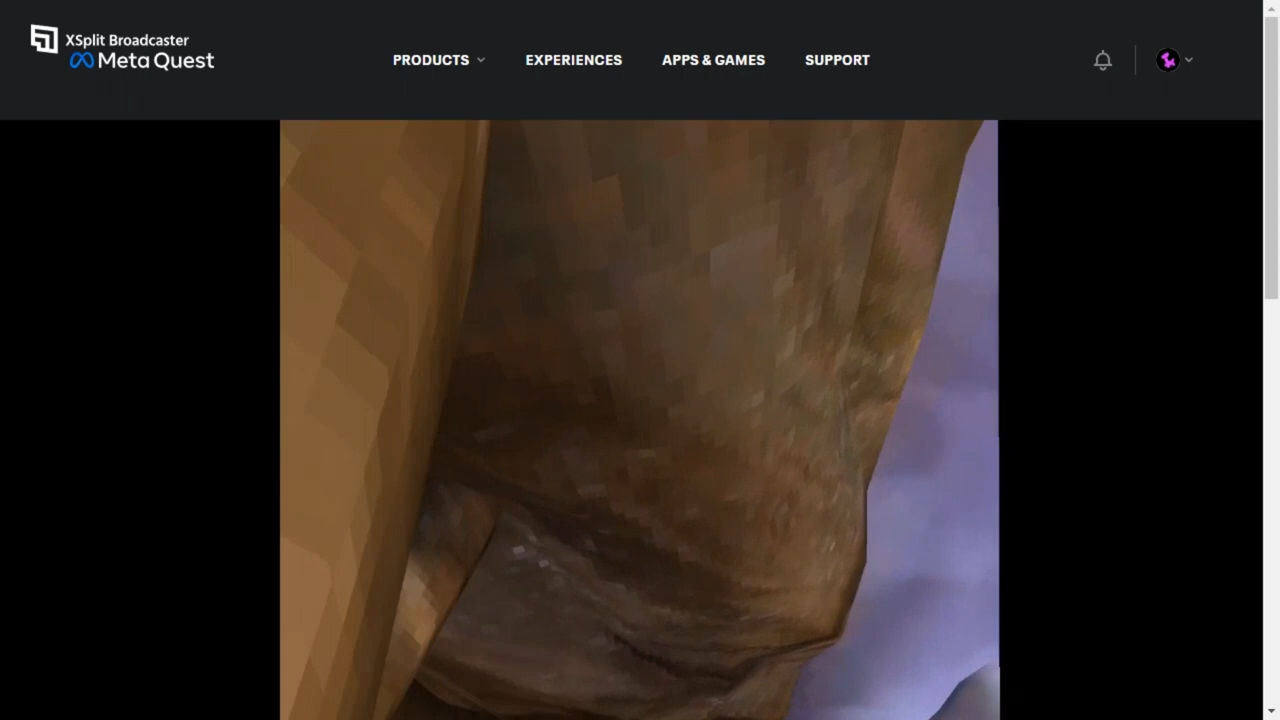 XSplit Broadcaster
Meta Quest
PRODUCTS
EXPERIENCES
APPS & GAMES
SUPPORT